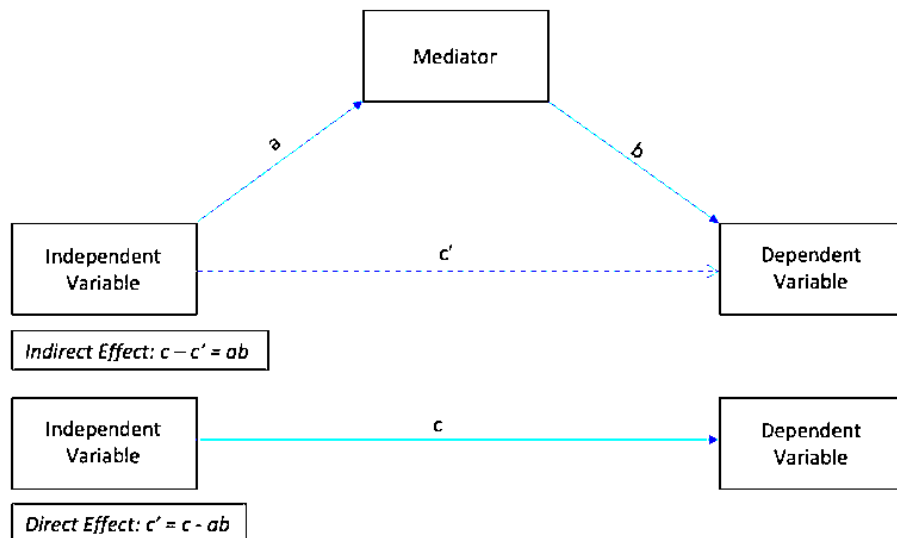 Mediator
a
b
Independent
Variable
c’
Dependent
Variable
Indirect Effect: c – c’ = ab
Independent
Variable
c
Dependent
Variable
Direct Effect: c’ = c - ab